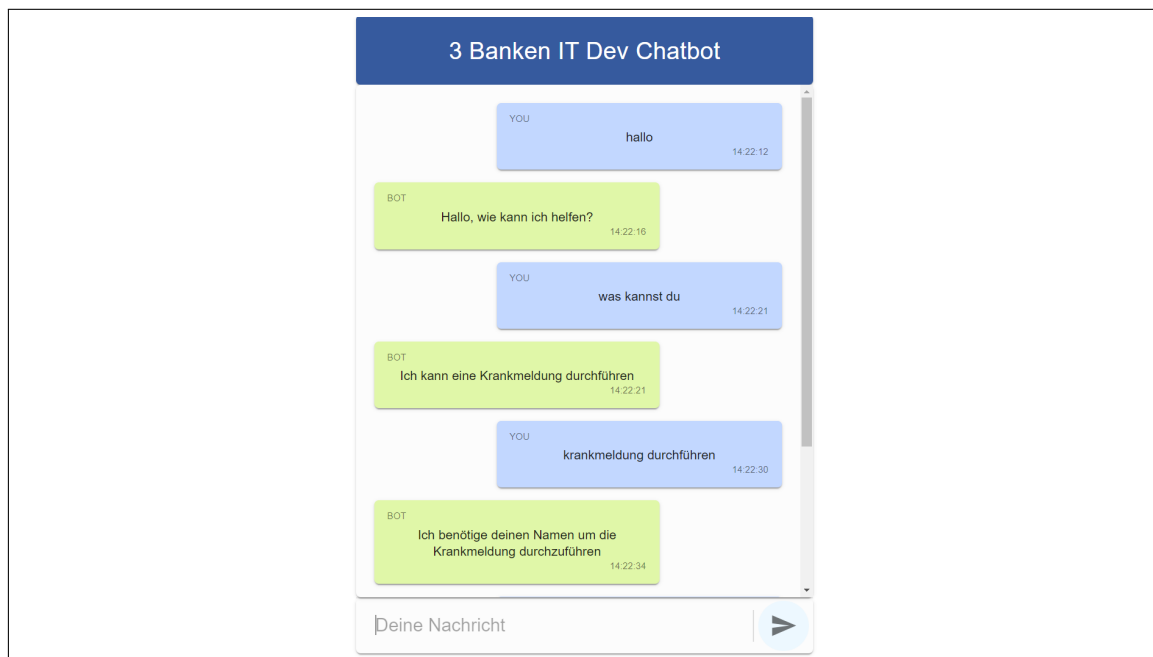 3 Banken IT Dev Chatbot
YOU
hallo
14:22:12
BOT
Hallo, wie kann ich helfen?
14:22:16
YOU
was kannst du
14:22:21
BOT
Ich kann eine Krankmeldung durchführen
14:22:21
YOU
krankmeldung durchführen
14:22:30
BOT
Ich benötige deinen Namen um die
Krankmeldung durchzuführen
14:22:34
Deine Nachricht